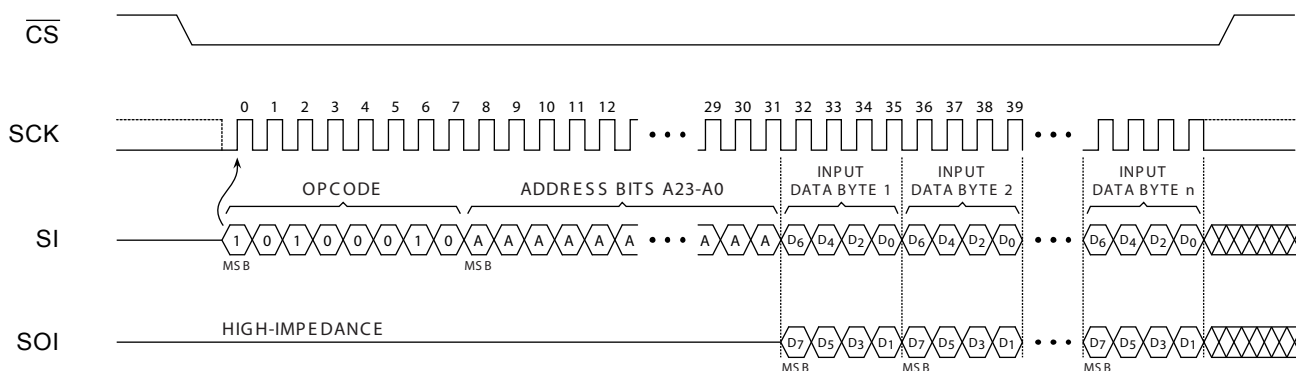 CS
0 1 2 3 4 5 6 7 8 9 10 11 12 29 30 31 32 33 34 35 36 37 38 39
SCK •••  •••
OPCODE ADDRESS BITS A23-A0 INPUT DATA BYTE 1 INPUT DATA BYTE 2 INPUT DATA BYTE n
SI 1 0 1 0 0 0 1 0 A A A A A A ••• A A A D6 D4 D2 D0 D6 D4 D2 D0 ••• D6 D4 D2 D0
MSB MSB
HIGH-IMPEDANCE
SOI D7 D5 D3 D1 D7 D5 D3 D1 ••• D7 D5 D3 D1
MSB MSB MSB